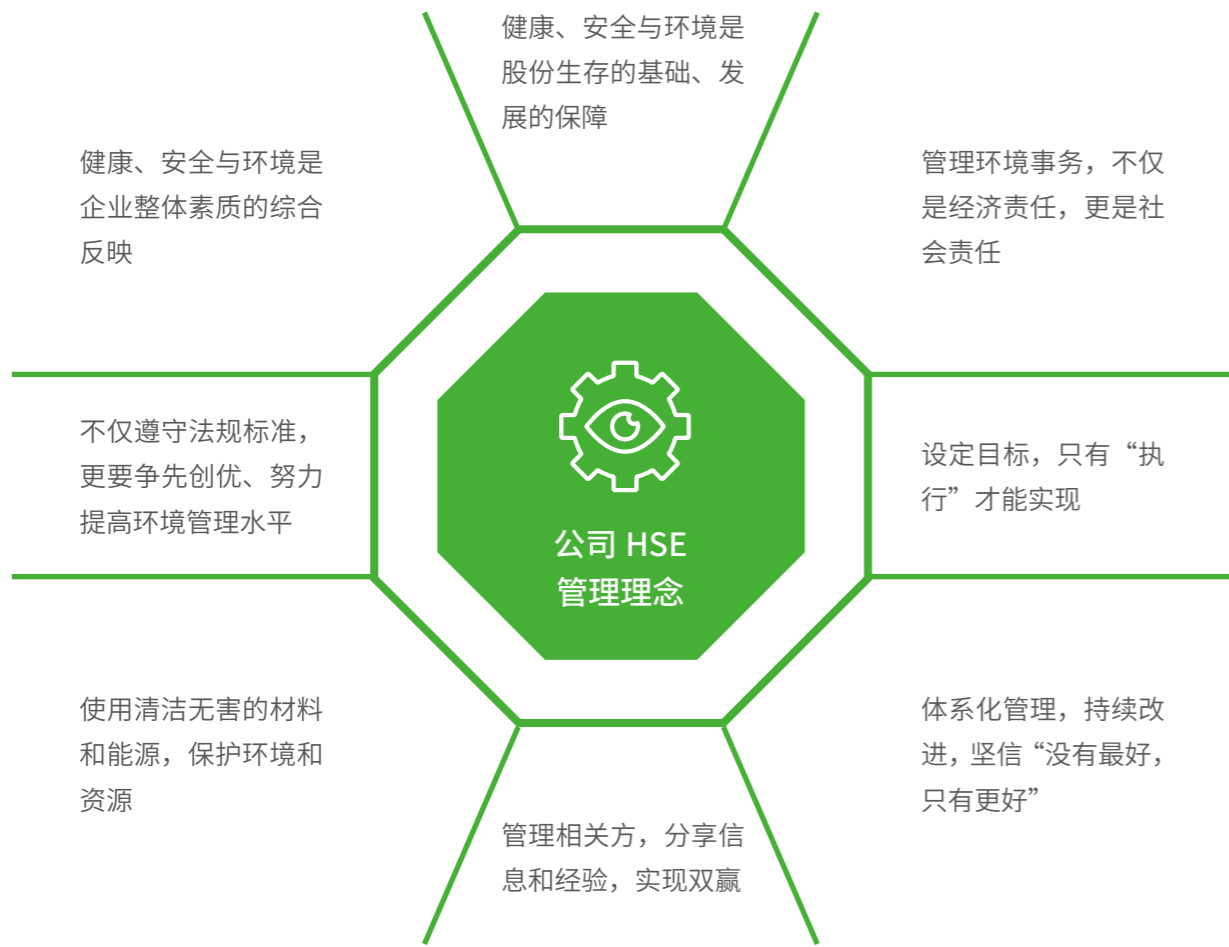 健康、安全与环境是
股份生存的基础、发
展的保障
健康、安全与环境是
企业整体素质的综合
反映
管理环境事务，不仅
是经济责任，更是社
会责任
不仅遵守法规标准，
更要争先创优、努力
提高环境管理水平
设定目标，只有“执
行”才能实现
公司 HSE
管理理念
使用清洁无害的材料
和能源，保护环境和
资源
体系化管理，持续改
进，坚信“没有最好，
只有更好”
管理相关方，分享信
息和经验，实现双赢